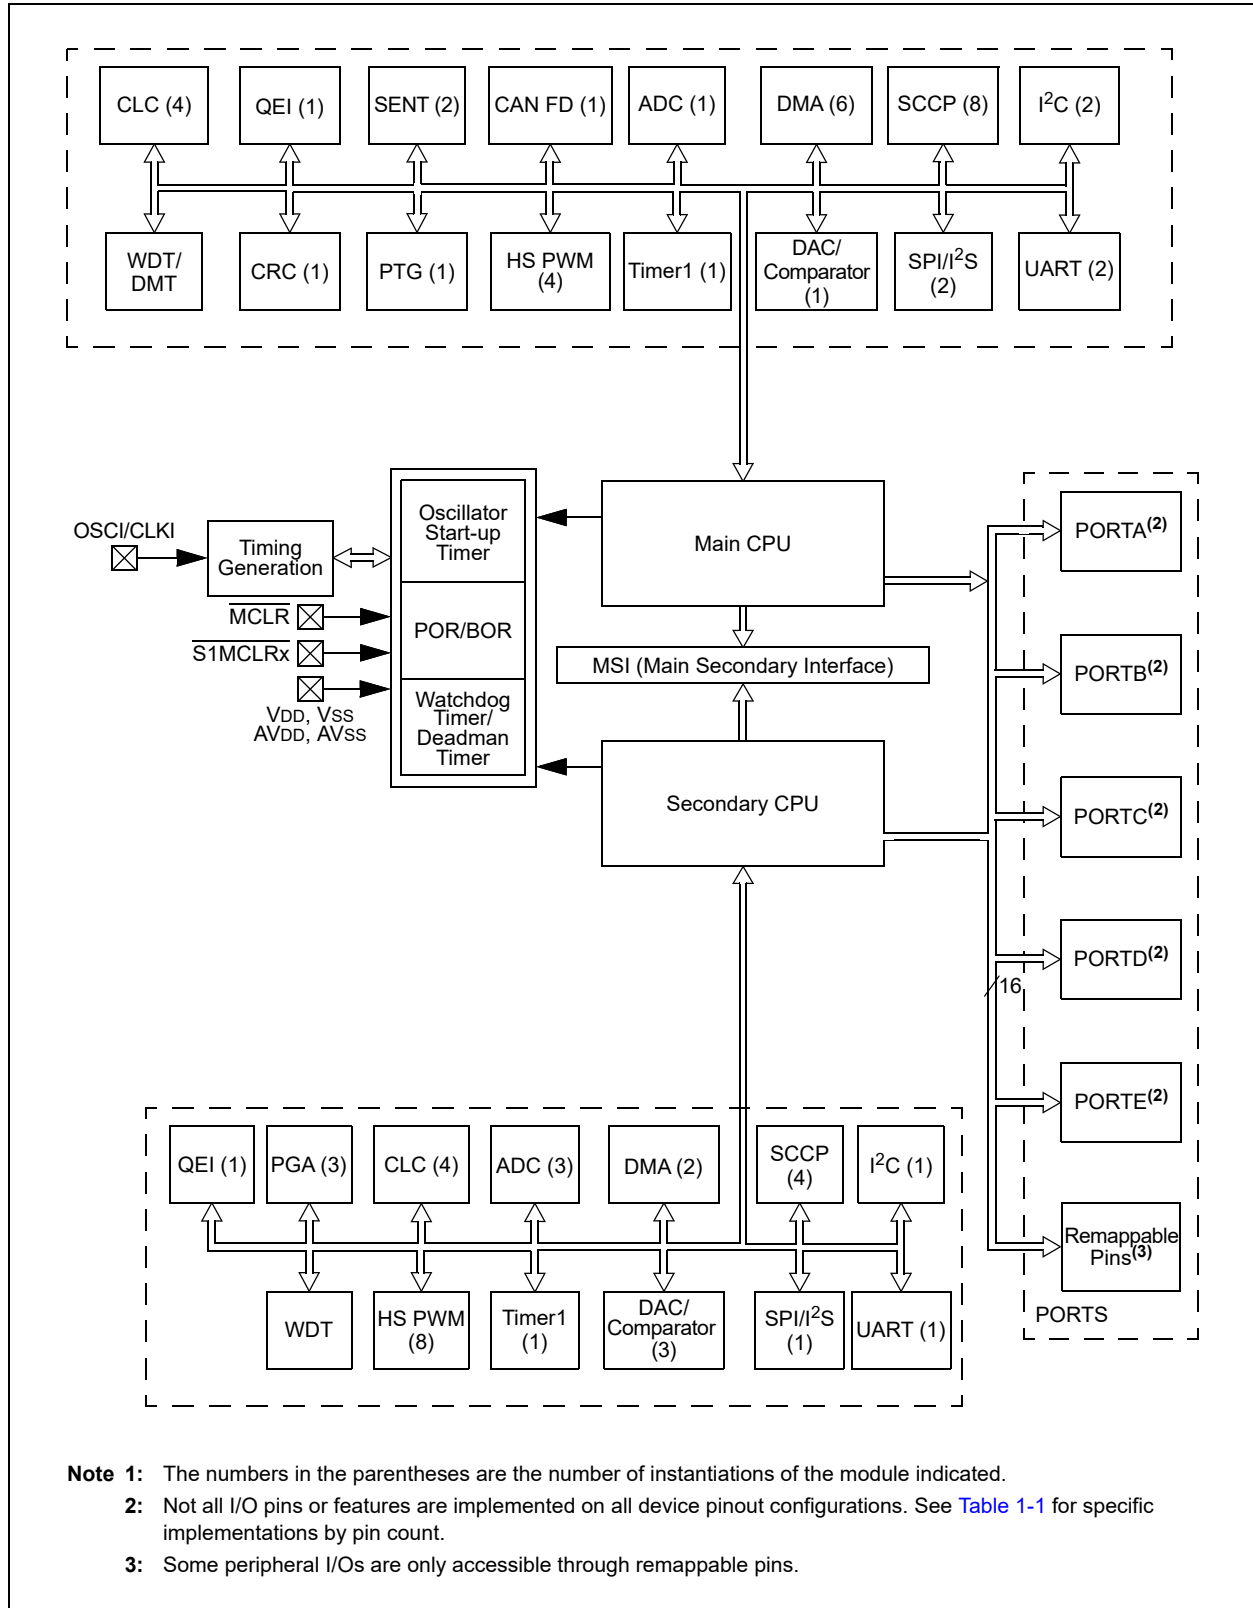 CLC (4)
QEI (1)
SENT (2)
CAN FD (1)
ADC (1)
DMA (6)
SCCP (8)
I²C (2)
WDT/
DMT
CRC (1)
PTG (1)
HS PWM
(4)
Timer1 (1)
DAC/
Comparator
(1)
SPI/I²S
(2)
UART (2)
OSCI/CLKI
Timing
Generation
MCLR
S1MCLRx
VDD, VSS
AVDD, AVSS
Oscillator
Start-up
Timer
POR/BOR
Watchdog
Timer/
Deadman
Timer
Main CPU
MSI (Main Secondary Interface)
Secondary CPU
PORTA(2)
PORTB(2)
PORTC(2)
PORTD(2)
16
PORTE(2)
Remappable
Pins(3)
PORTS
QEI (1)
PGA (3)
CLC (4)
ADC (3)
DMA (2)
SCCP
(4)
I²C (1)
WDT
HS PWM
(8)
Timer1
(1)
DAC/
Comparator
(3)
SPI/I²S
(1)
UART (1)
Note 1: The numbers in the parentheses are the number of instantiations of the module indicated.
2: Not all I/O pins or features are implemented on all device pinout configurations. See Table 1-1 for specific
implementations by pin count.
3: Some peripheral I/Os are only accessible through remappable pins.